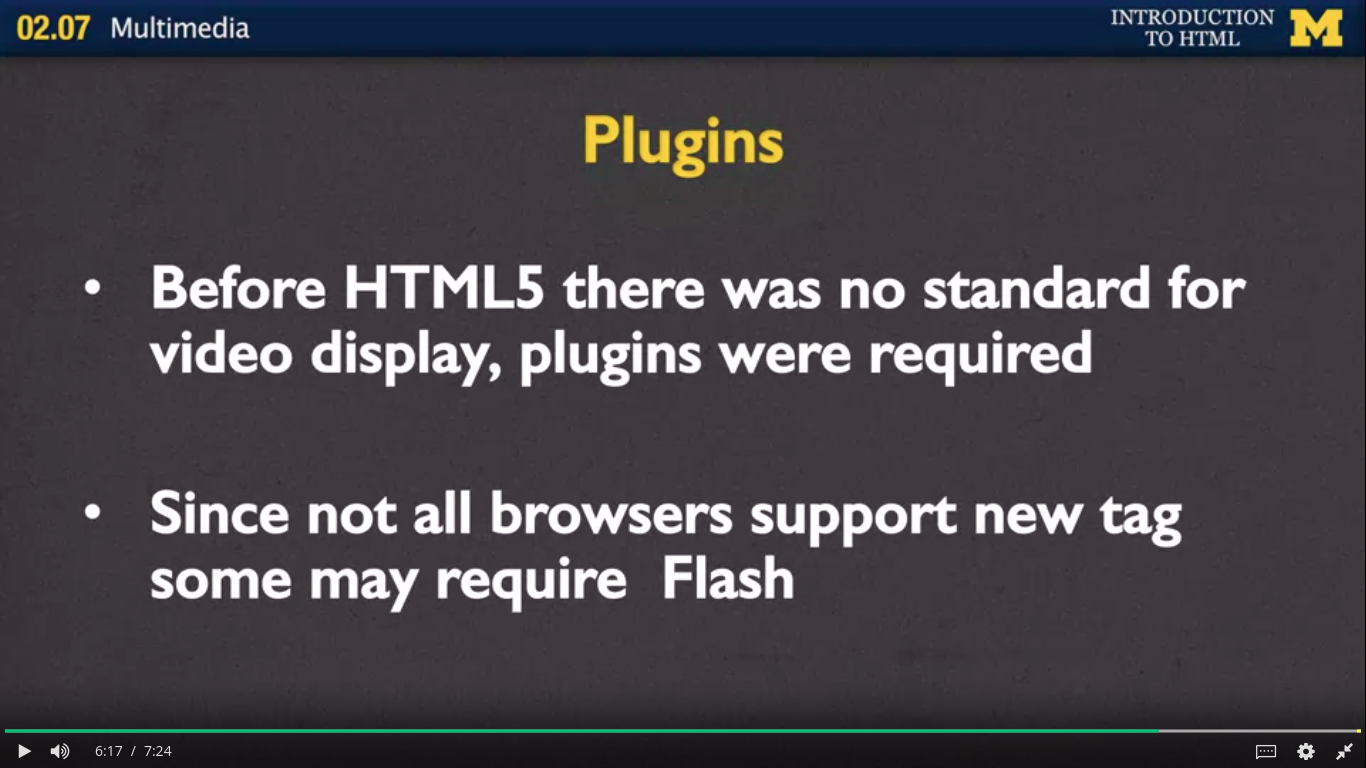 02.07 Multimedia
INTRODUCTION
TO HTML
M
Plugins
• Before HTML5 there was no standard for
video display, plugins were required
• Since not all browsers support new tag
some may require Flash
6:17 / 7:24